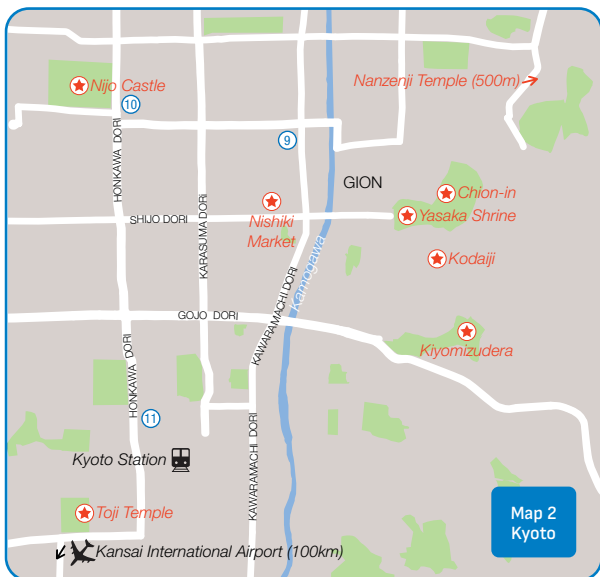 Nijo Castle
Nanzenji Temple (500m)
10
9
HONKAWA DORI
KARASUMA DORI
GION
Chion-in
Yasaka Shrine
SHIJO DORI
Nishiki
Market
Kamogawa
Kodaiji
KAWARAMACHI DORI
GOJO DORI
Kiyomizudera
HONKAWA DORI
11
KAWARAMACHI DORI
Kyoto Station
Toji Temple
Map 2
Kyoto
Kansai International Airport (100km)